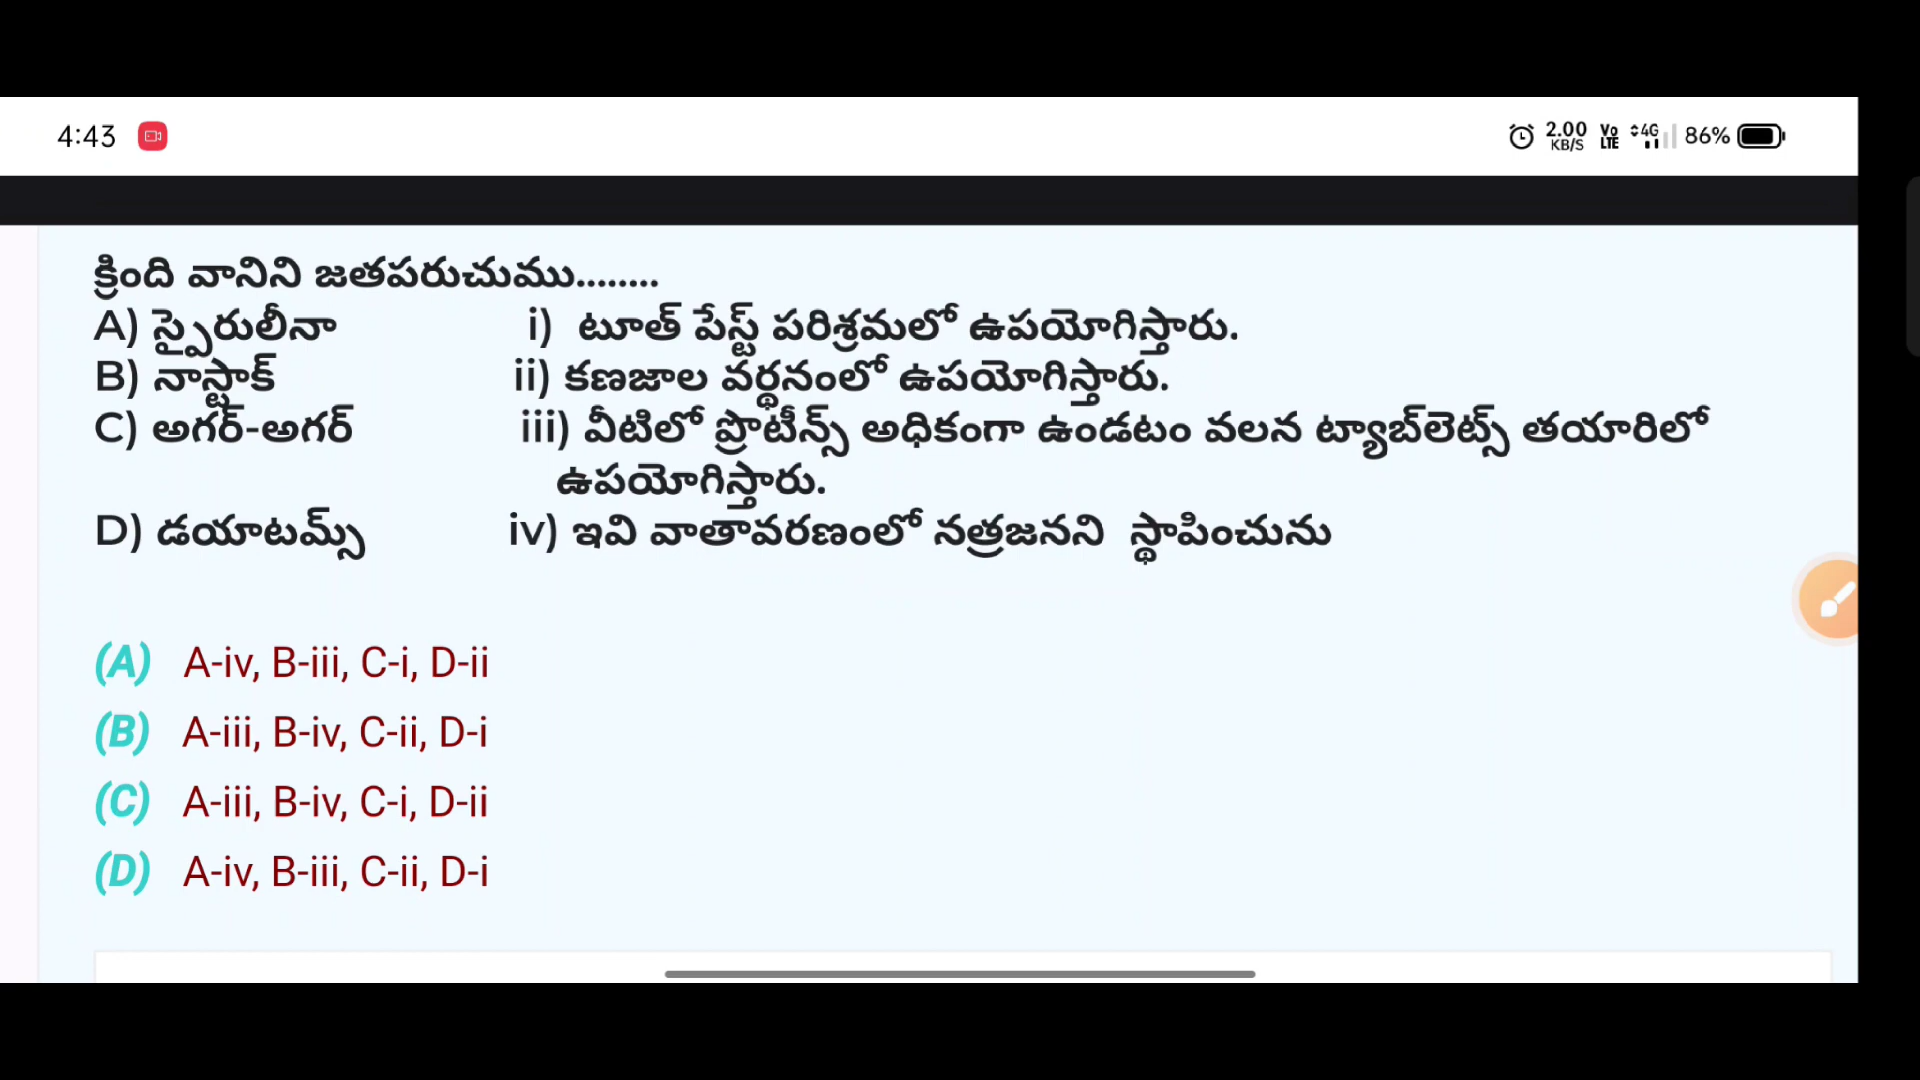 4:43 2.00 KB/S Vo LTE 4G 86%
క్రింది వానిని జతపరుచుము........
A) స్పైరులీనా i) టూత్ పేస్ట్ పరిశ్రమలో ఉపయోగిస్తారు.
B) నాస్టాక్ ii) కణజాల వర్థనంలో ఉపయోగిస్తారు.
C) అగర్-అగర్ iii) వీటిలో ప్రొటీన్స్ అధికంగా ఉండటం వలన ట్యాబ్‌లెట్స్ తయారిలో
ఉపయోగిస్తారు.
D) డయాటమ్స్ iv) ఇవి వాతావరణంలో నత్రజనని స్థాపించును
(A) A-iv, B-iii, C-i, D-ii
(B) A-iii, B-iv, C-ii, D-i
(C) A-iii, B-iv, C-i, D-ii
(D) A-iv, B-iii, C-ii, D-i